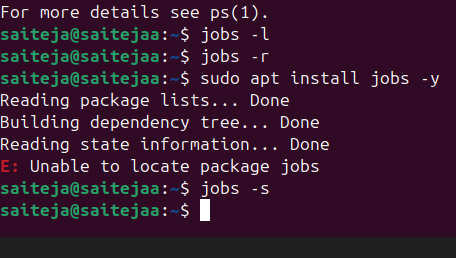 For more details see ps(1).
saiteja@saitejaa:~$ jobs -l
saiteja@saitejaa:~$ jobs -r
saiteja@saitejaa:~$ sudo apt install jobs -y
Reading package lists... Done
Building dependency tree... Done
Reading state information... Done
E: Unable to locate package jobs
saiteja@saitejaa:~$ jobs -s
saiteja@saitejaa:~$